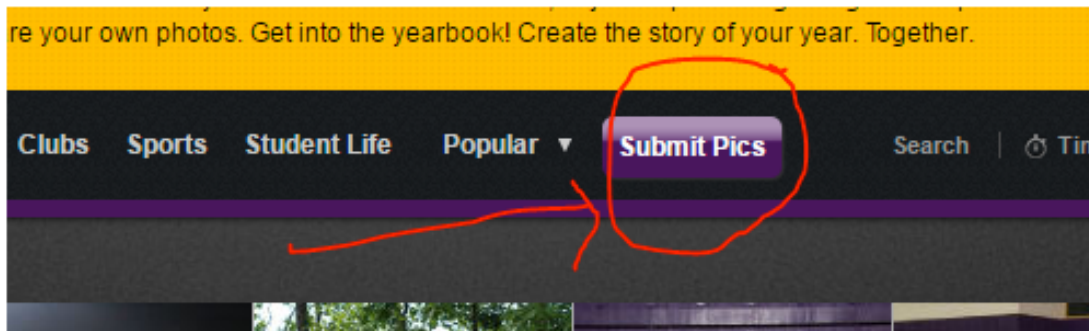 re your own photos. Get into the yearbook! Create the story of your year. Together.
Clubs Sports Student Life Popular ▼ Submit Pics Search